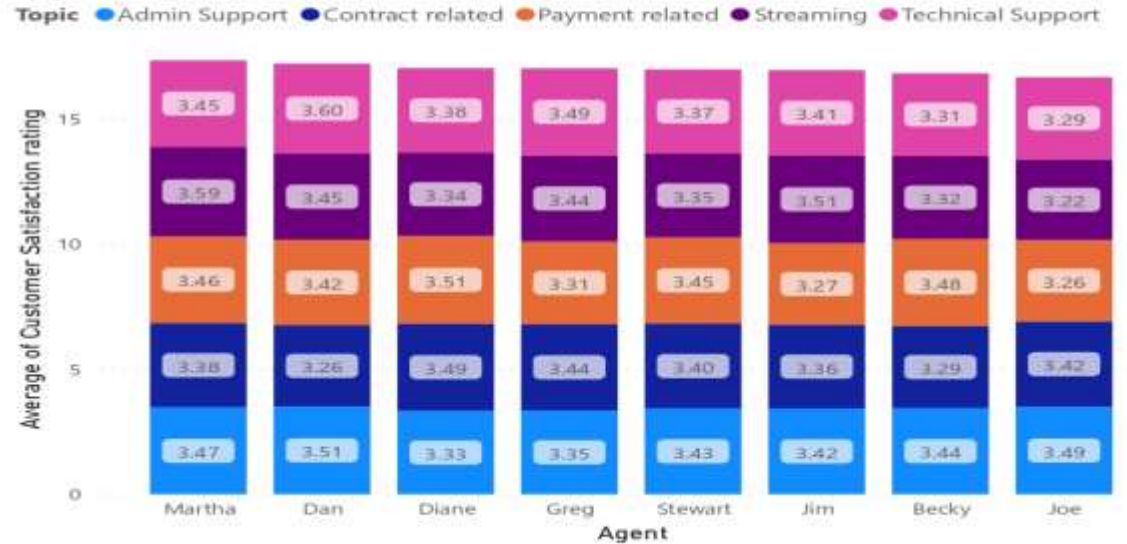 Topic Admin Support Contract related Payment related Streaming Technical Support
Average of Customer Satisfaction rating
15
10
5
0
3.45 3.60 3.38 3.49 3.37 3.41 3.31 3.29
3.59 3.45 3.34 3.44 3.35 3.51 3.32 3.22
3.46 3.42 3.51 3.31 3.45 3.27 3.48 3.26
3.38 3.26 3.49 3.44 3.40 3.36 3.29 3.42
3.47 3.51 3.33 3.35 3.43 3.42 3.44 3.49
Martha Dan Diane Greg Stewart Jim Becky Joe
Agent